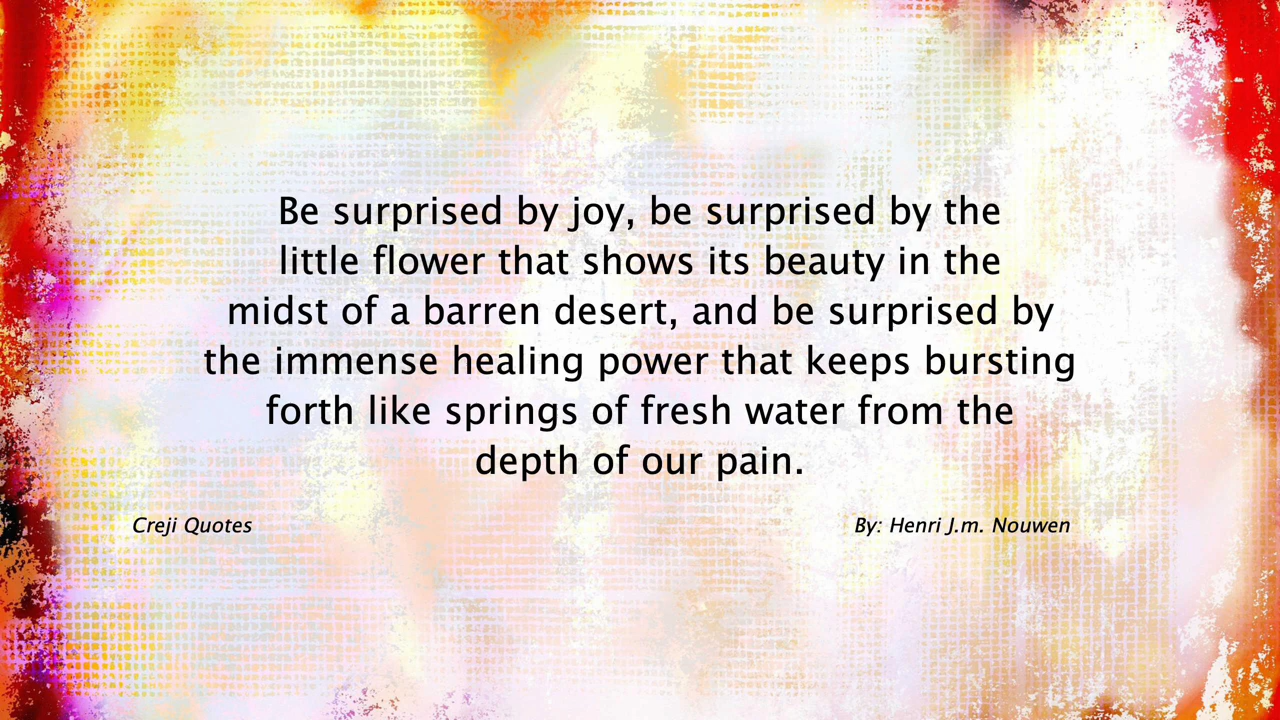 Be surprised by joy, be surprised by the
little flower that shows its beauty in the
midst of a barren desert, and be surprised by
the immense healing power that keeps bursting
forth like springs of fresh water from the
depth of our pain.
Creji Quotes
By: Henri J.m. Nouwen